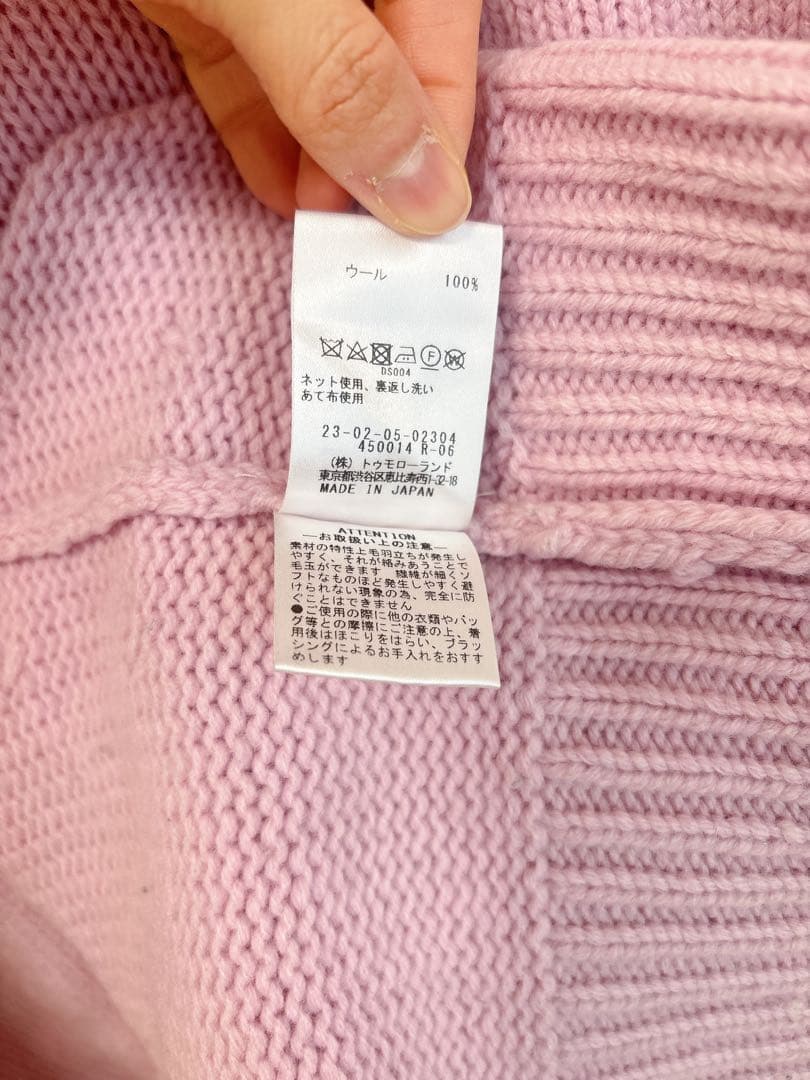 ウール 100%
F W
DS004
ネット使用、裏返し洗い
あて布使用
23-02-05-02304
450014 R-06
(株) トゥモローランド
東京都渋谷区恵比寿西1-32-18
MADE IN JAPAN
ATTENTION
―お取扱い上の注意―
素材の特性上毛羽立ちが発生し
やすく、それが絡みあうことで
毛玉ができます 繊維が細くソ
フトなものほど発生しやすく避
けられない現象の為、完全に防
ぐことはできません
●ご使用の際に他の衣類やバッ
グ等との摩擦にご注意の上、着
用後はほこりをはらい、ブラッ
シングによるお手入れをおすす
めします